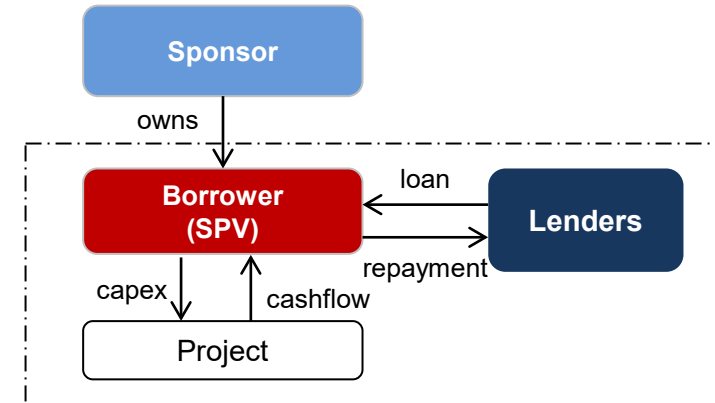 Sponsor
owns
Borrower
(SPV)
loan
Lenders
repayment
capex
cashflow
Project